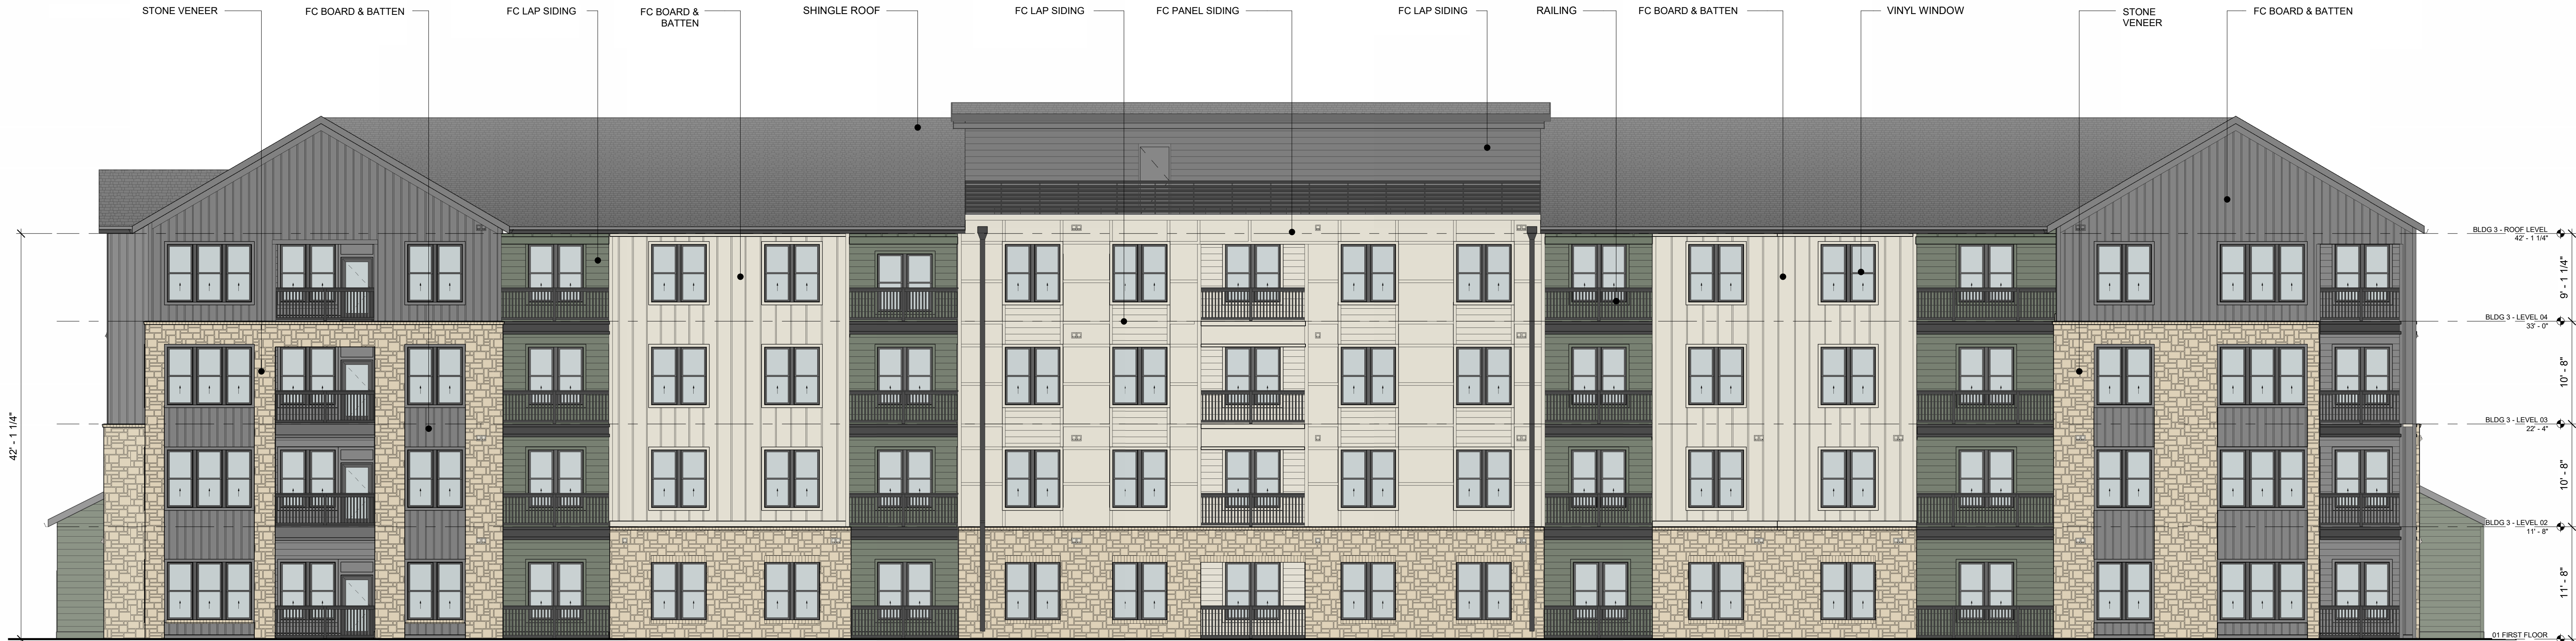 STONE VENEER
FC BOARD & BATTEN
FC LAP SIDING
FC BOARD &
BATTEN
SHINGLE ROOF
FC LAP SIDING
FC PANEL SIDING
FC LAP SIDING
RAILING
FC BOARD & BATTEN
VINYL WINDOW
STONE
VENEER
FC BOARD & BATTEN
42' - 1 1/4"
BLDG 3 - ROOF LEVEL
42' - 1 1/4"
9' - 1 1/4"
BLDG 3 - LEVEL 04
33' - 0"
10' - 8"
BLDG 3 - LEVEL 03
22' - 4"
10' - 8"
BLDG 3 - LEVEL 02
11' - 8"
11' - 8"
01 FIRST FLOOR